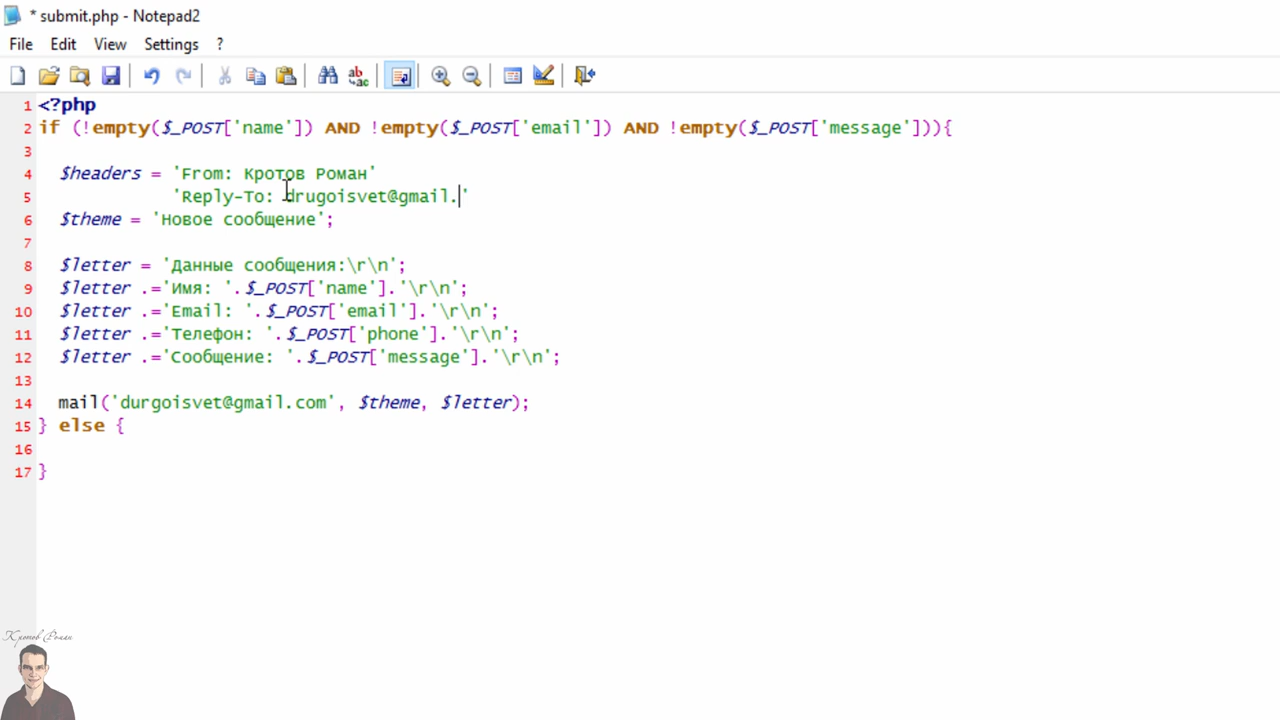 * submit.php - Notepad2
File Edit View Settings ?
1 <?php
2 if (!empty($_POST['name']) AND !empty($_POST['email']) AND !empty($_POST['message'])){
3
4 $headers = 'From: Кротов Роман'
5 'Reply-To: drugoisvet@gmail.'
6 $theme = 'Новое сообщение';
7
8 $letter = 'Данные сообщения:\r\n';
9 $letter .='Имя: '.$_POST['name'].'\r\n';
10 $letter .='Email: '.$_POST['email'].'\r\n';
11 $letter .='Телефон: '.$_POST['phone'].'\r\n';
12 $letter .='Сообщение: '.$_POST['message'].'\r\n';
13
14 mail('durgoisvet@gmail.com', $theme, $letter);
15 } else {
16
17 }
Кротов Роман